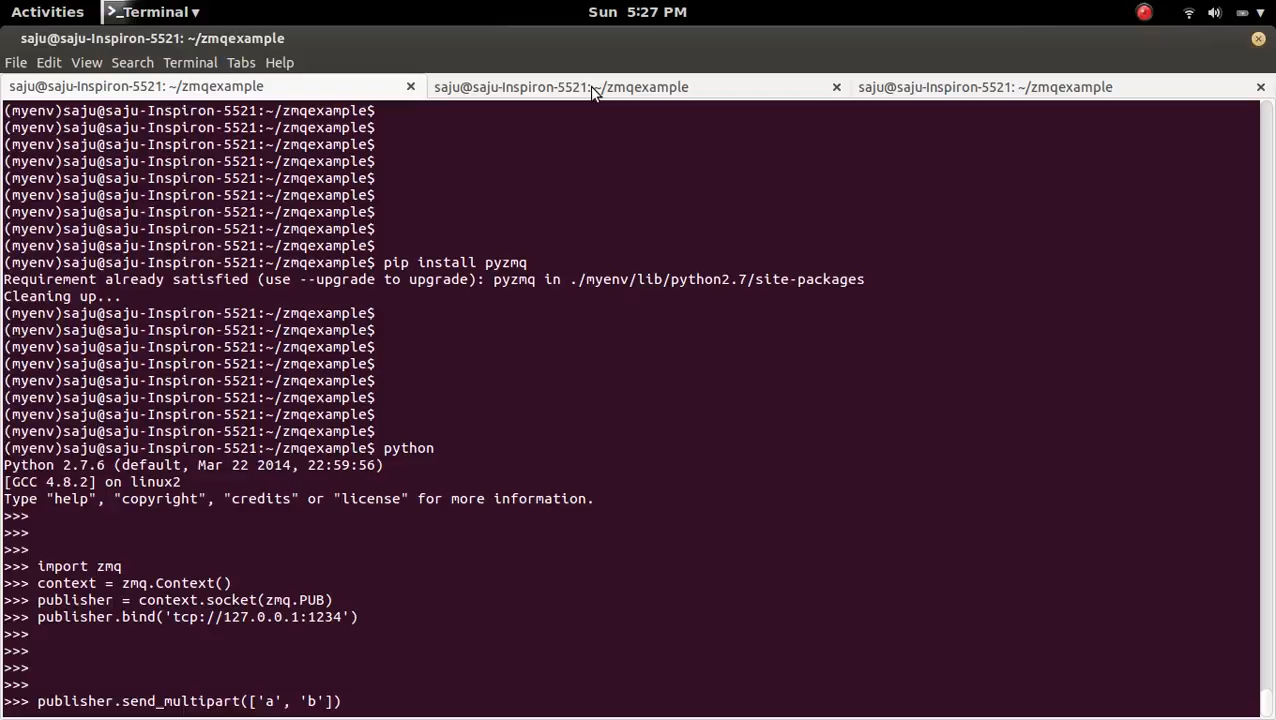 Activities
Terminal
Sun 5:27 PM
saju@saju-Inspiron-5521: ~/zmqexample
File Edit View Search Terminal Tabs Help
saju@saju-Inspiron-5521: ~/zmqexample
saju@saju-Inspiron-5521: ~/zmqexample
saju@saju-Inspiron-5521: ~/zmqexample
(myenv)saju@saju-Inspiron-5521:~/zmqexample$
(myenv)saju@saju-Inspiron-5521:~/zmqexample$
(myenv)saju@saju-Inspiron-5521:~/zmqexample$
(myenv)saju@saju-Inspiron-5521:~/zmqexample$
(myenv)saju@saju-Inspiron-5521:~/zmqexample$
(myenv)saju@saju-Inspiron-5521:~/zmqexample$
(myenv)saju@saju-Inspiron-5521:~/zmqexample$
(myenv)saju@saju-Inspiron-5521:~/zmqexample$
(myenv)saju@saju-Inspiron-5521:~/zmqexample$
(myenv)saju@saju-Inspiron-5521:~/zmqexample$ pip install pyzmq
Requirement already satisfied (use --upgrade to upgrade): pyzmq in ./myenv/lib/python2.7/site-packages
Cleaning up...
(myenv)saju@saju-Inspiron-5521:~/zmqexample$
(myenv)saju@saju-Inspiron-5521:~/zmqexample$
(myenv)saju@saju-Inspiron-5521:~/zmqexample$
(myenv)saju@saju-Inspiron-5521:~/zmqexample$
(myenv)saju@saju-Inspiron-5521:~/zmqexample$
(myenv)saju@saju-Inspiron-5521:~/zmqexample$
(myenv)saju@saju-Inspiron-5521:~/zmqexample$
(myenv)saju@saju-Inspiron-5521:~/zmqexample$
(myenv)saju@saju-Inspiron-5521:~/zmqexample$ python
Python 2.7.6 (default, Mar 22 2014, 22:59:56)
[GCC 4.8.2] on linux2
Type "help", "copyright", "credits" or "license" for more information.
>>>
>>>
>>>
>>> import zmq
>>> context = zmq.Context()
>>> publisher = context.socket(zmq.PUB)
>>> publisher.bind('tcp://127.0.0.1:1234')
>>>
>>>
>>>
>>>
>>> publisher.send_multipart(['a', 'b'])